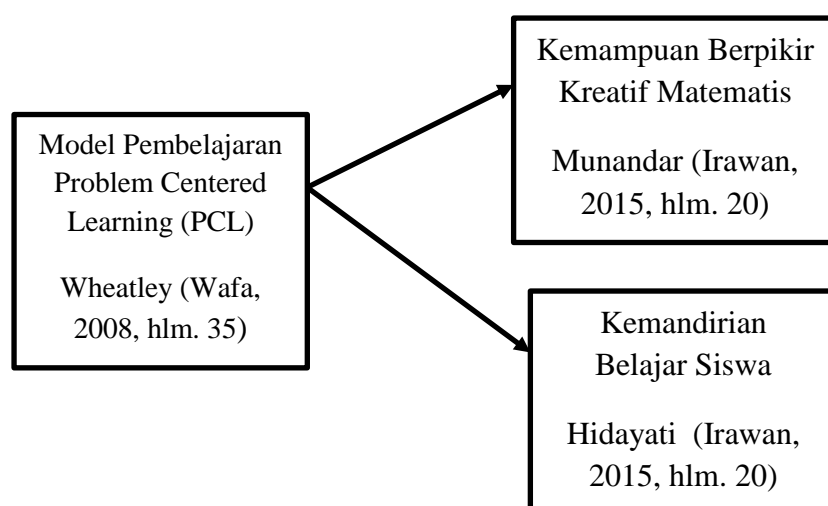 Model Pembelajaran
Problem Centered
Learning (PCL)
Wheatley (Wafa,
2008, hlm. 35)
Kemampuan Berpikir
Kreatif Matematis
Munandar (Irawan,
2015, hlm. 20)
Kemandirian
Belajar Siswa
Hidayati (Irawan,
2015, hlm. 20)